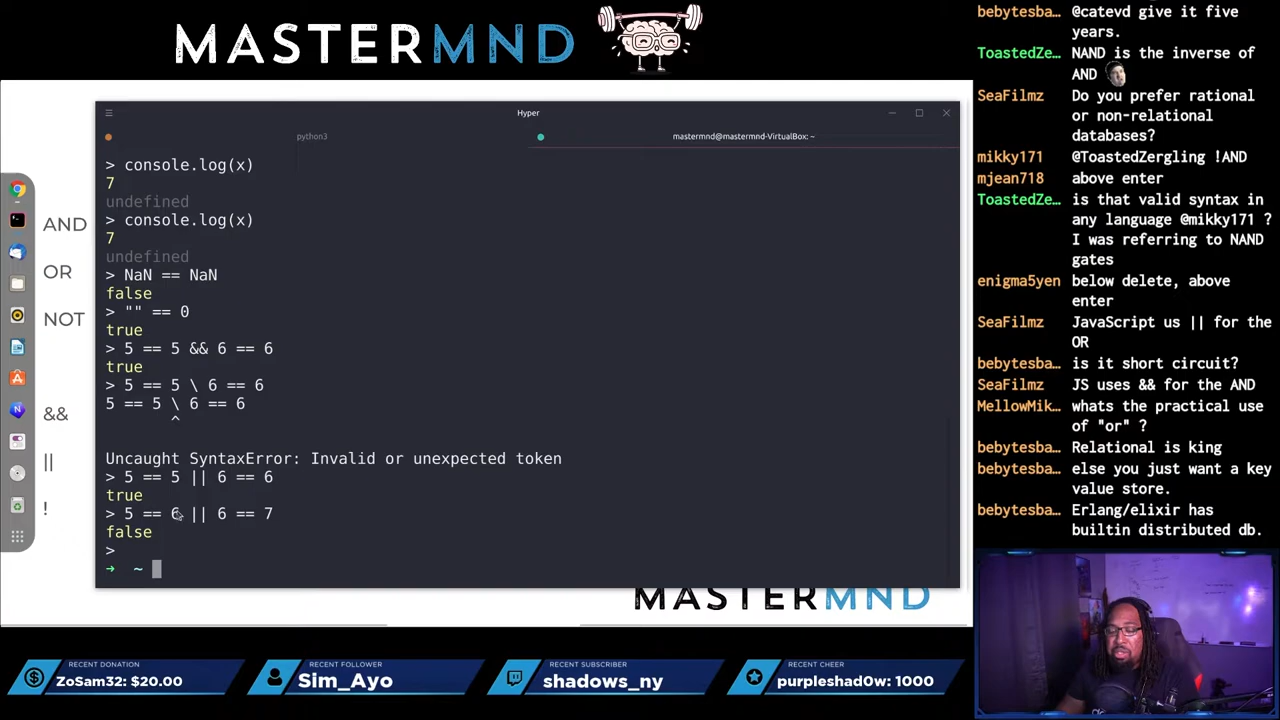 MASTERMND
Hyper
python3
mastermnd@mastermnd-VirtualBox: ~
> console.log(x)
7
undefined
> console.log(x)
7
undefined
> NaN == NaN
false
> "" == 0
true
> 5 == 5 && 6 == 6
true
> 5 == 5 \ 6 == 6
5 == 5 \ 6 == 6
^
Uncaught SyntaxError: Invalid or unexpected token
> 5 == 5 || 6 == 6
true
> 5 == 6 || 6 == 7
false
>
→ ~
AND
OR
NOT
&&
||
!
MASTERMND
bebytesba… @catevd give it five
years.
ToastedZe… NAND is the inverse of
AND
SeaFilmz Do you prefer rational
or non-relational
databases?
mikky171 @ToastedZergling !AND
mjean718 above enter
ToastedZe… is that valid syntax in
any language @mikky171 ?
I was referring to NAND
gates
enigma5yen below delete, above
enter
SeaFilmz JavaScript us || for the
OR
bebytesba… is it short circuit?
SeaFilmz JS uses && for the AND
MellowMik… whats the practical use
of "or" ?
bebytesba… Relational is king
bebytesba… else you just want a key
value store.
bebytesba… Erlang/elixir has
builtin distributed db.
RECENT DONATION
ZoSam32: $20.00
RECENT FOLLOWER
Sim_Ayo
RECENT SUBSCRIBER
shadows_ny
RECENT CHEER
purpleshad0w: 1000